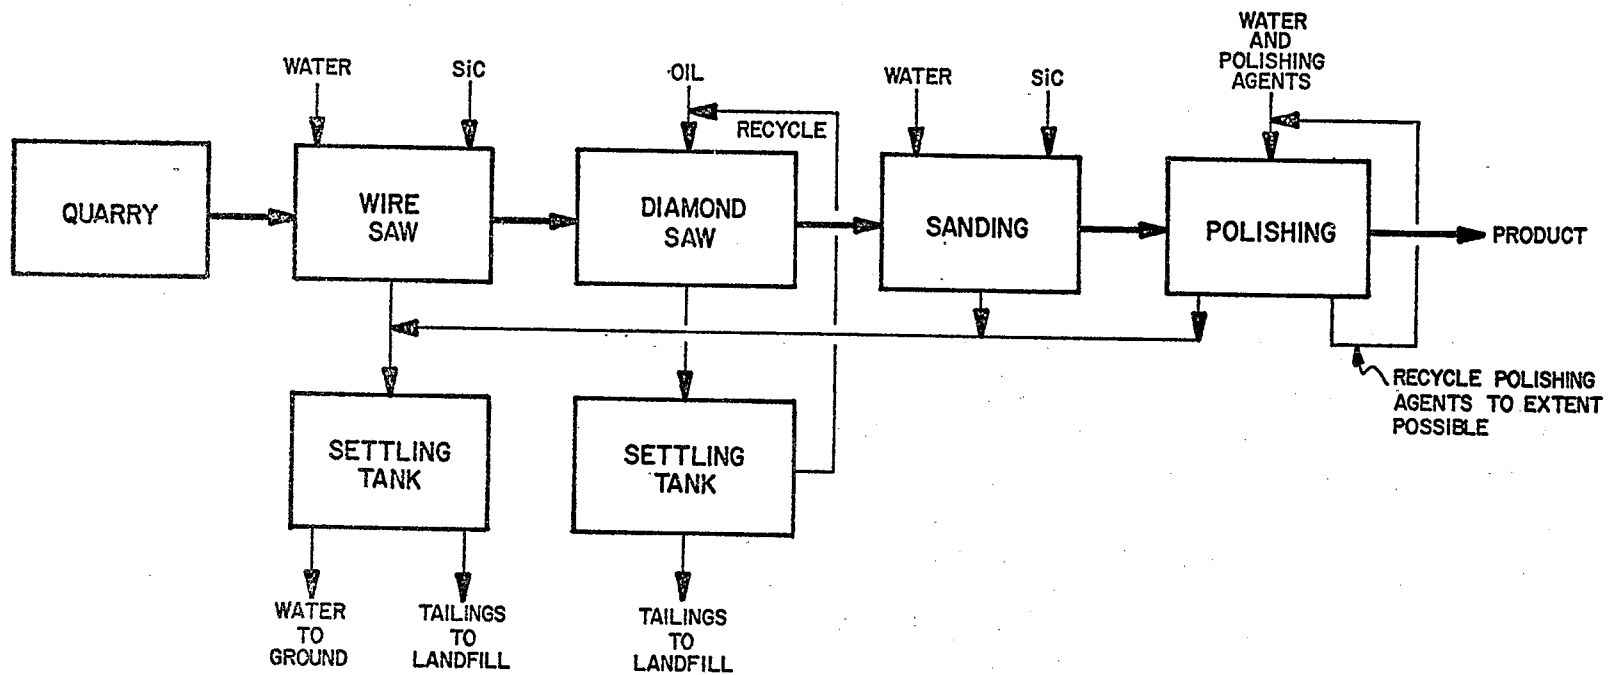 WATER
SiC
OIL
RECYCLE
WATER
SiC
WATER
AND
POLISHING
AGENTS
QUARRY
WIRE
SAW
DIAMOND
SAW
SANDING
POLISHING
PRODUCT
RECYCLE POLISHING
AGENTS TO EXTENT
POSSIBLE
SETTLING
TANK
SETTLING
TANK
WATER
TO
GROUND
TAILINGS
TO
LANDFILL
TAILINGS
TO
LANDFILL